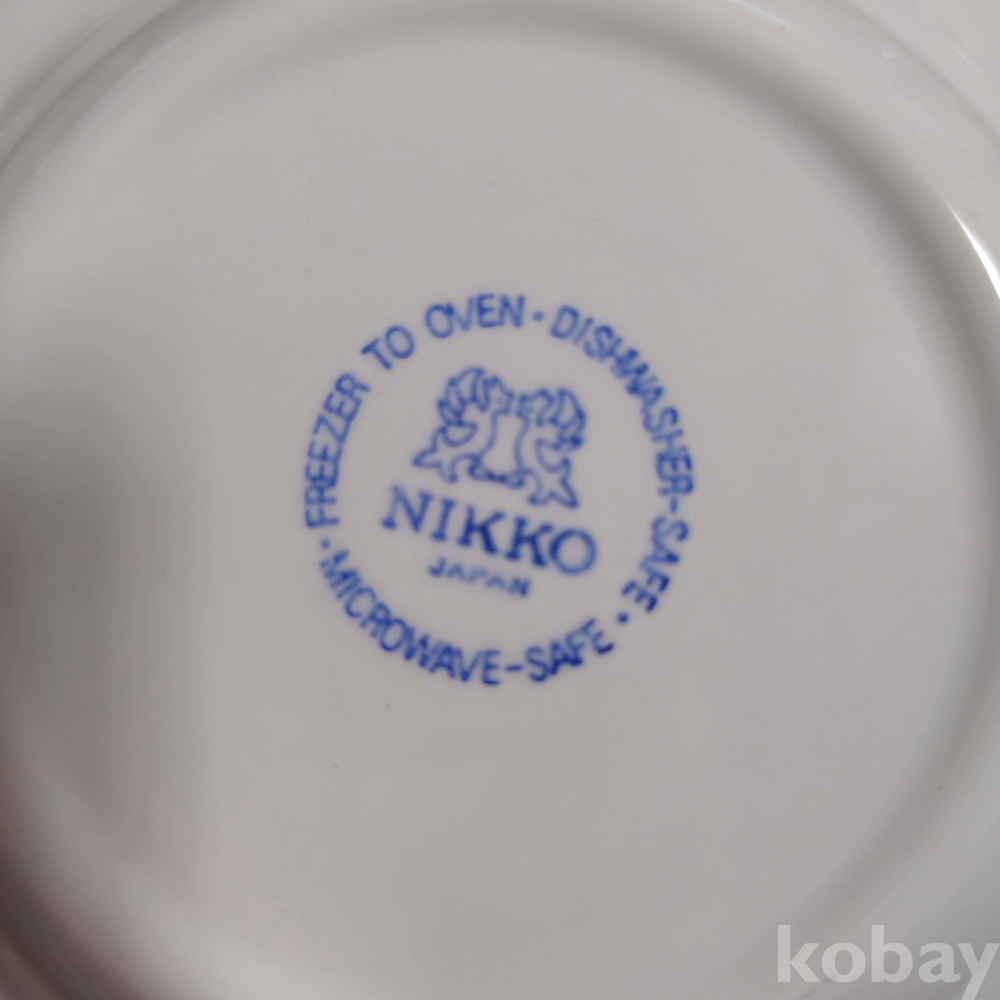 · FREEZER TO OVEN · DISHWASHER-SAFE · MICROWAVE-SAFE
NIKKO
JAPAN
kobay